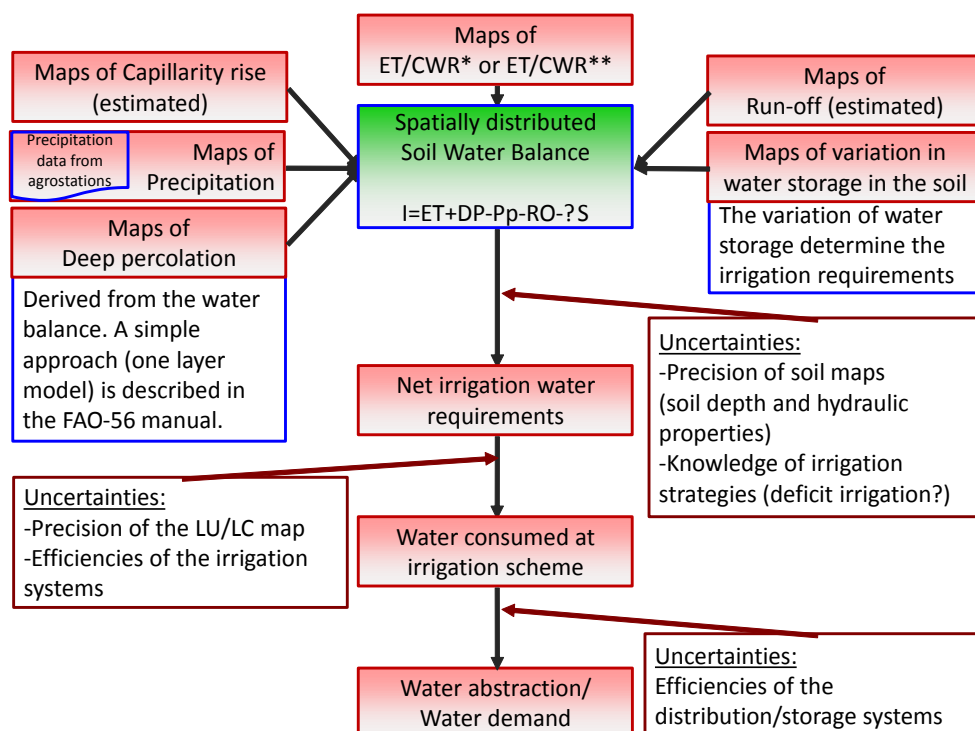 Maps of
ET/CWR* or ET/CWR**
Maps of Capillarity rise
(estimated)
Maps of
Run-off (estimated)
Precipitation
data from
agrostations
Maps of
Precipitation
Spatially distributed
Soil Water Balance
I=ET+DP-Pp-RO-?S
Maps of variation in
water storage in the soil
The variation of water
storage determine the
irrigation requirements
Maps of
Deep percolation
Derived from the water
balance. A simple
approach (one layer
model) is described in
the FAO-56 manual.
Uncertainties:
-Precision of soil maps
(soil depth and hydraulic
properties)
-Knowledge of irrigation
strategies (deficit irrigation?)
Net irrigation water
requirements
Uncertainties:
-Precision of the LU/LC map
-Efficiencies of the irrigation
systems
Water consumed at
irrigation scheme
Uncertainties:
Efficiencies of the
distribution/storage systems
Water abstraction/
Water demand